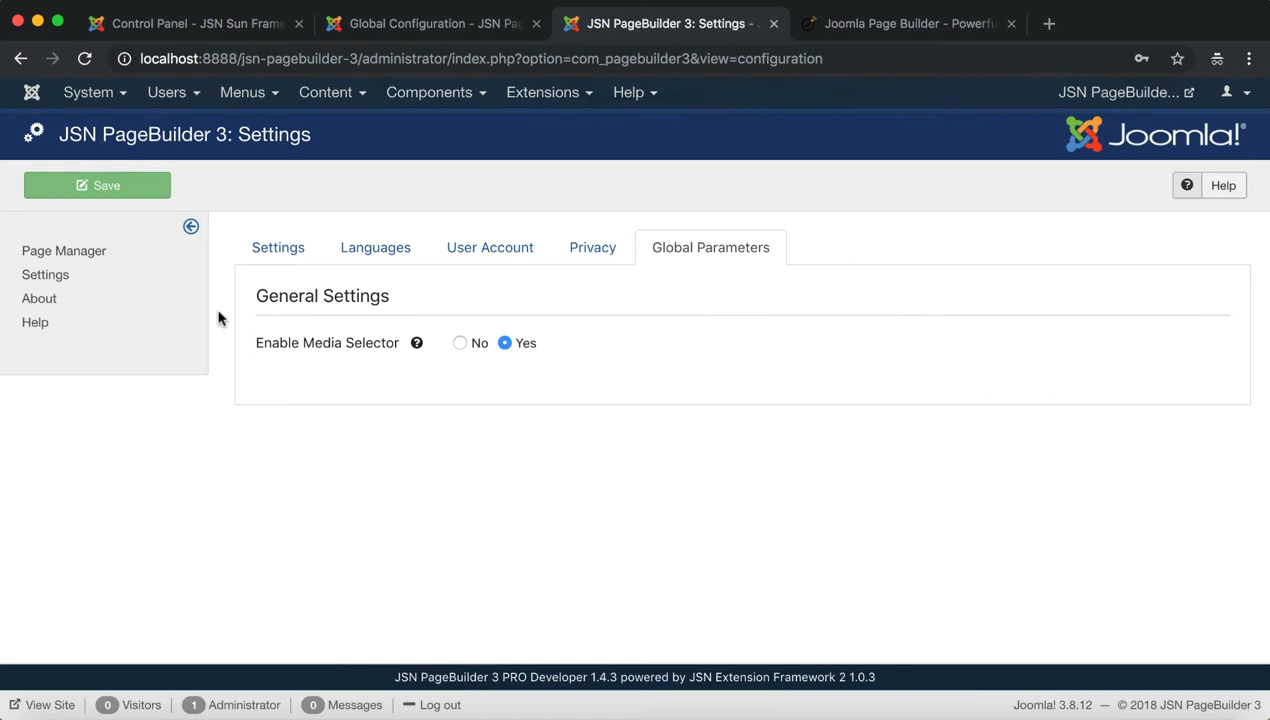 Control Panel - JSN Sun Frame
Global Configuration - JSN Pag
JSN PageBuilder 3: Settings -
Joomla Page Builder - Powerfu
localhost:8888/jsn-pagebuilder-3/administrator/index.php?option=com_pagebuilder3&view=configuration
System Users Menus Content Components Extensions Help JSN PageBuilde...
JSN PageBuilder 3: Settings
Joomla!®
Save
Help
Page Manager
Settings
About
Help
Settings Languages User Account Privacy Global Parameters
General Settings
Enable Media Selector No Yes
JSN PageBuilder 3 PRO Developer 1.4.3 powered by JSN Extension Framework 2 1.0.3
View Site 0 Visitors 1 Administrator 0 Messages Log out Joomla! 3.8.12 — © 2018 JSN PageBuilder 3